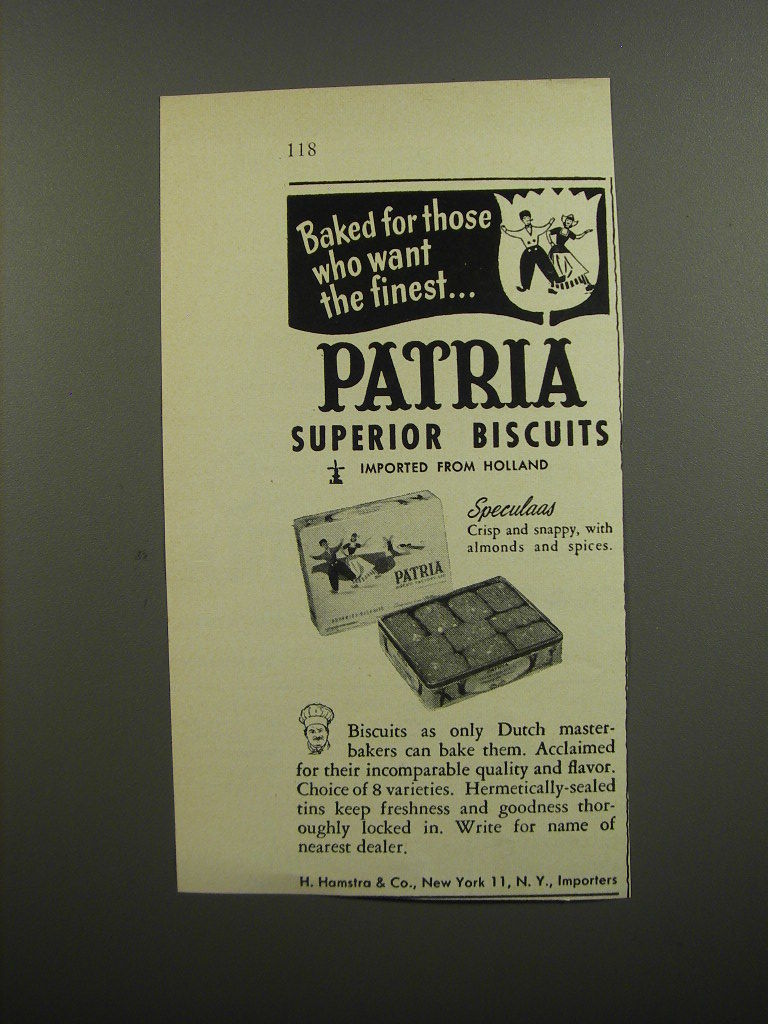 118
Baked for those
who want
the finest...
PATRIA
SUPERIOR BISCUITS
IMPORTED FROM HOLLAND
Speculaas
Crisp and snappy, with
almonds and spices.
PATRIA
PATRIA
Biscuits as only Dutch master-
bakers can bake them. Acclaimed
for their incomparable quality and flavor.
Choice of 8 varieties. Hermetically-sealed
tins keep freshness and goodness thor-
oughly locked in. Write for name of
nearest dealer.
H. Hamstra & Co., New York 11, N. Y., Importers